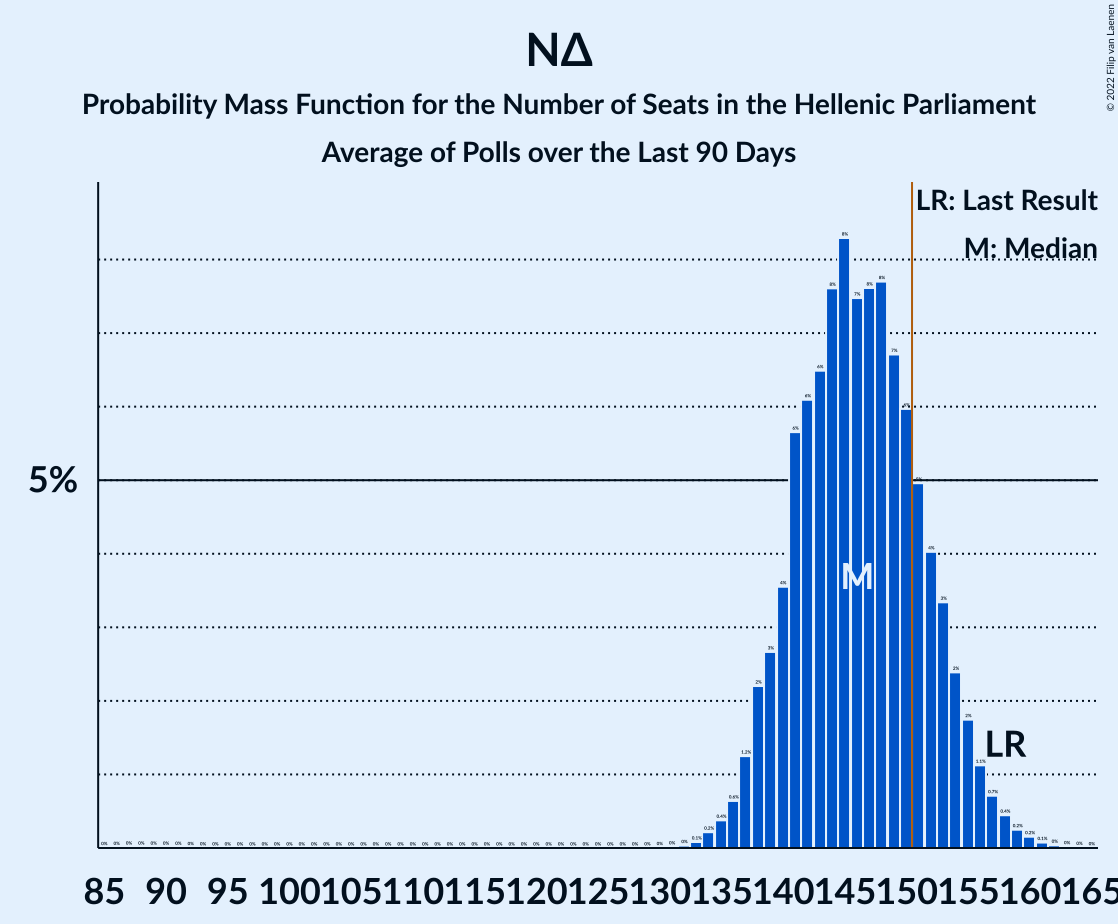 ΝΔ
Probability Mass Function for the Number of Seats in the Hellenic Parliament
Average of Polls over the Last 90 Days
© 2022 Filip van Laenen
LR: Last Result
M: Median
5%
M
LR
85 90 95 100 105 110 115 120 125 130 135 140 145 150 155 160 165